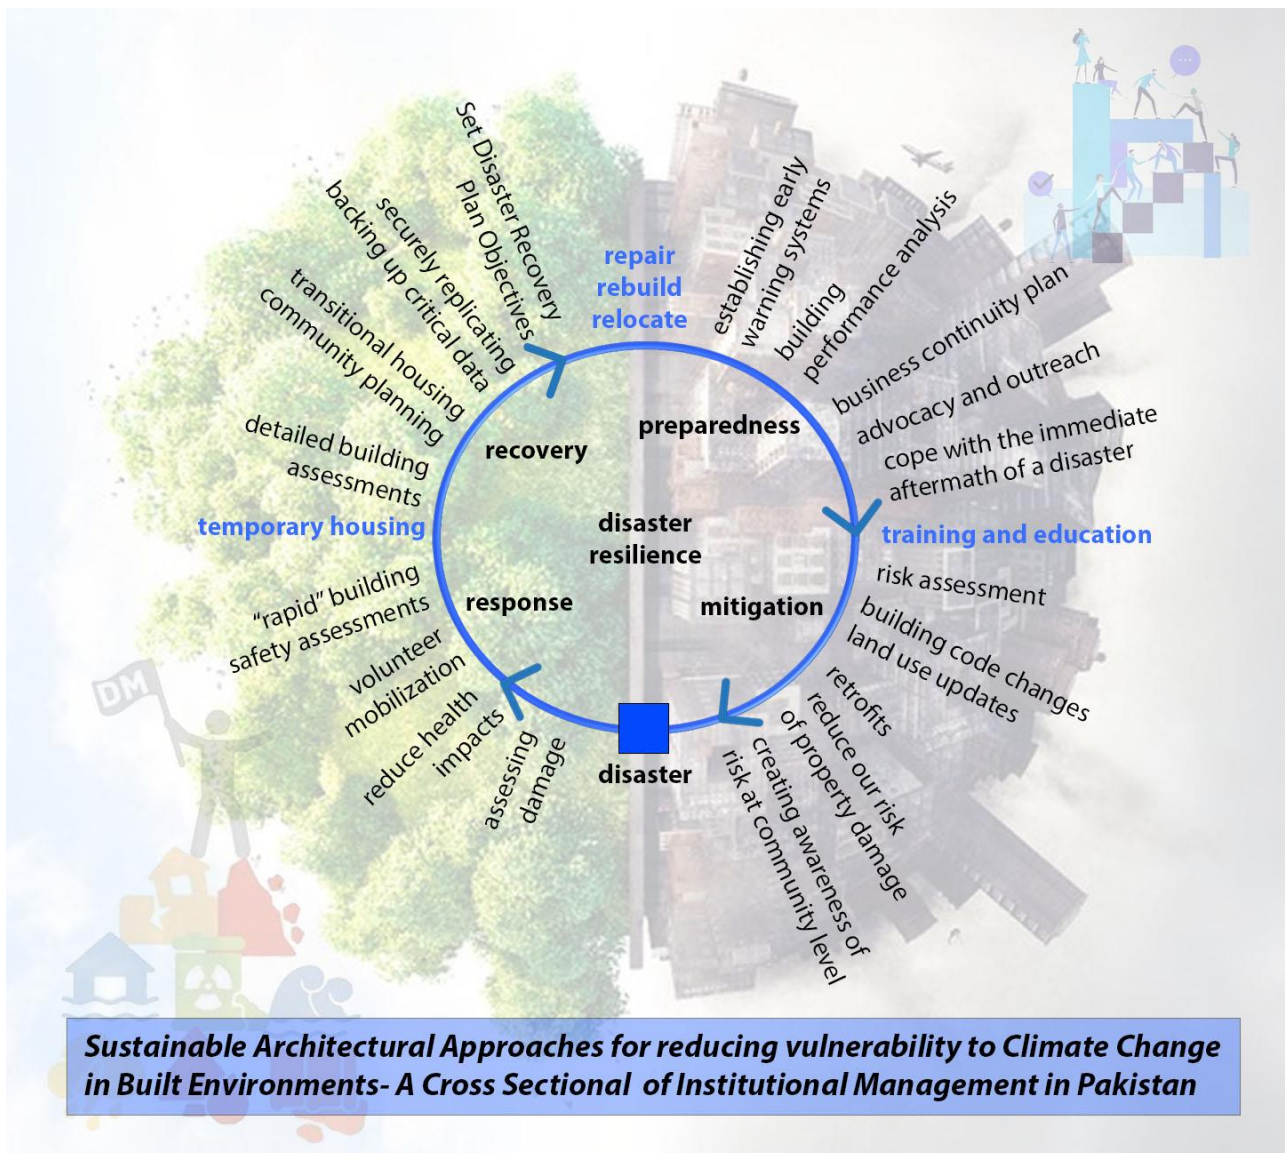 Set Disaster Recovery
Plan Objectives
securely replicating
backing up critical data
transitional housing
community planning
detailed building
assessments
temporary housing
"rapid" building
safety assessments
volunteer
mobilization
reduce health
impacts
assessing
damage
repair
rebuild
relocate
establishing early
warning systems
building
performance analysis
business continuity plan
advocacy and outreach
cope with the immediate
aftermath of a disaster
training and education
risk assessment
building code changes
land use updates
retrofits
reduce our risk
of property damage
creating awareness of
risk at community level
recovery
preparedness
disaster
resilience
response
mitigation
disaster
DM
Sustainable Architectural Approaches for reducing vulnerability to Climate Change
in Built Environments- A Cross Sectional of Institutional Management in Pakistan